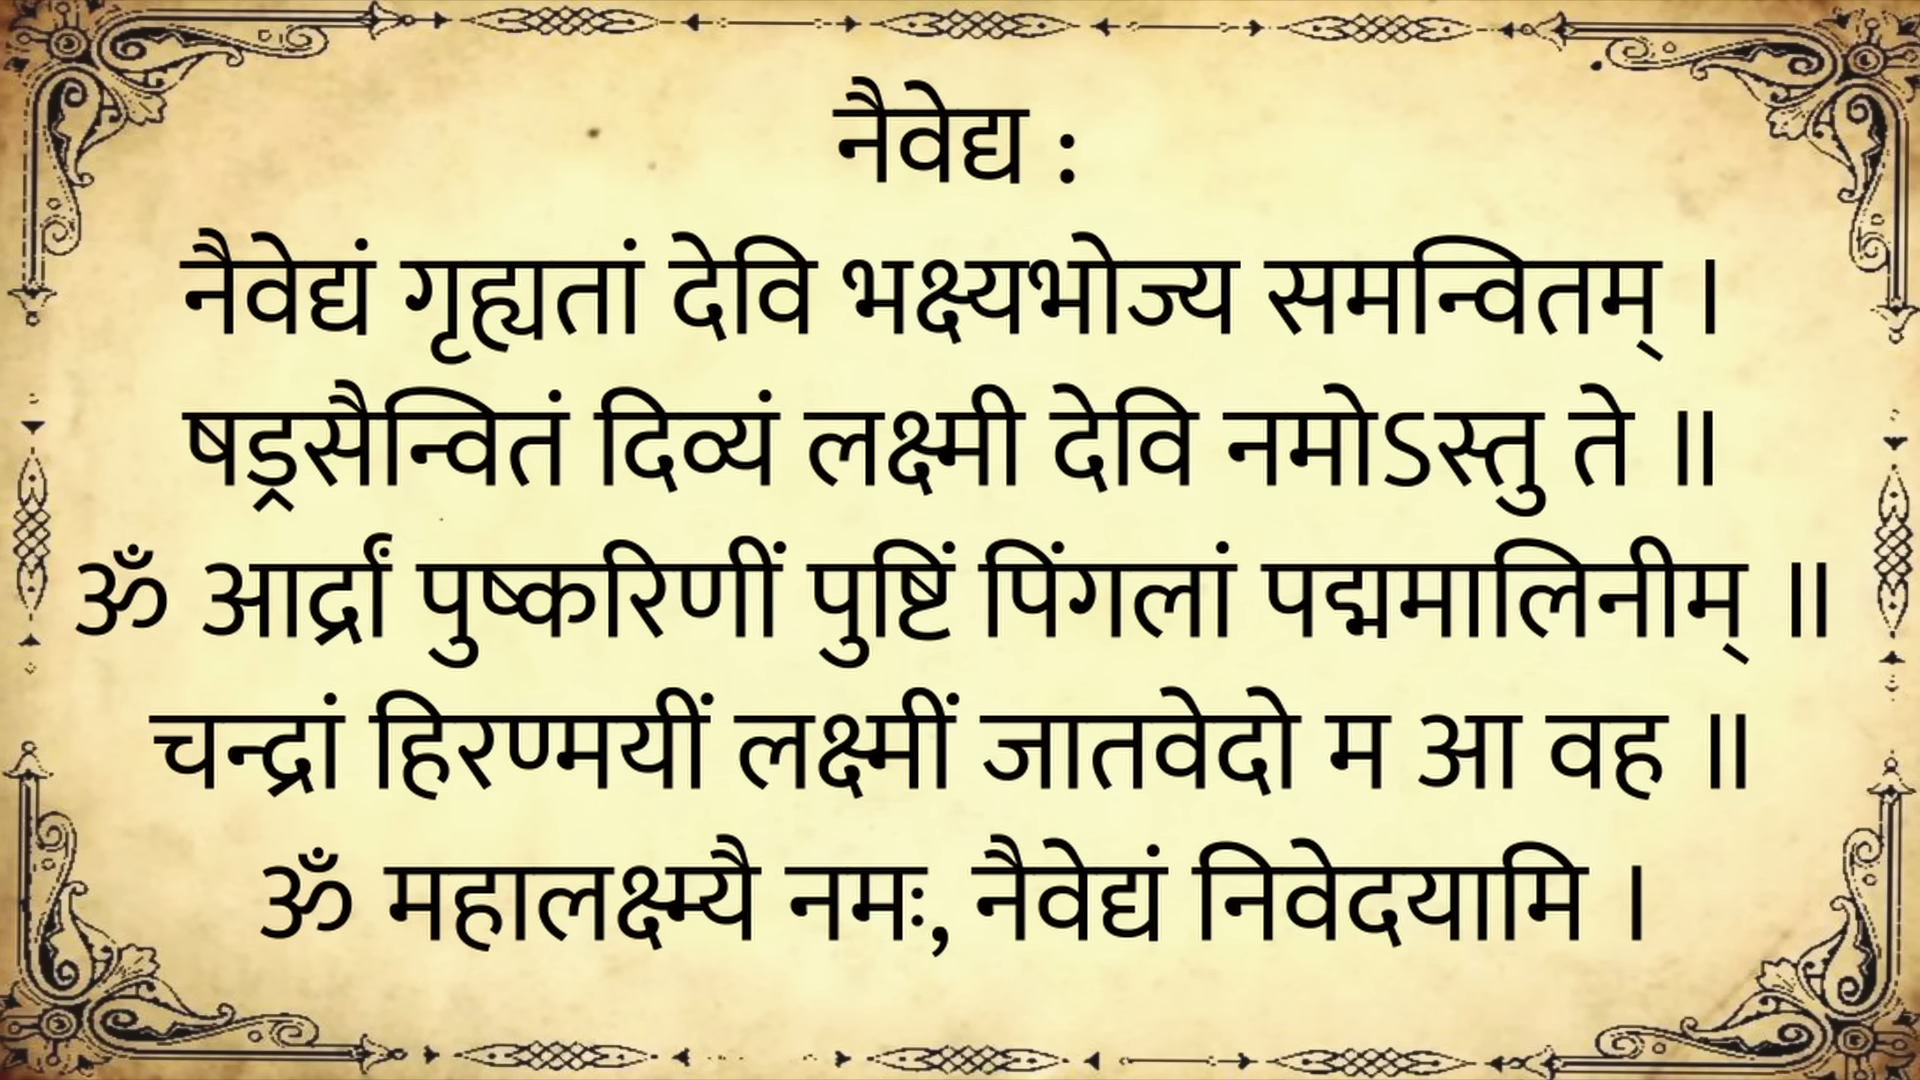 नैवेद्य :
नैवेद्यं गृह्यतां देवि भक्ष्यभोज्य समन्वितम् ।
षड्रसैन्वितं दिव्यं लक्ष्मी देवि नमोऽस्तु ते ॥
ॐ आर्द्रां पुष्करिणीं पुष्टिं पिंगलां पद्ममालिनीम् ॥
चन्द्रां हिरण्मयीं लक्ष्मीं जातवेदो म आ वह ॥
ॐ महालक्ष्म्यै नमः, नैवेद्यं निवेदयामि ।